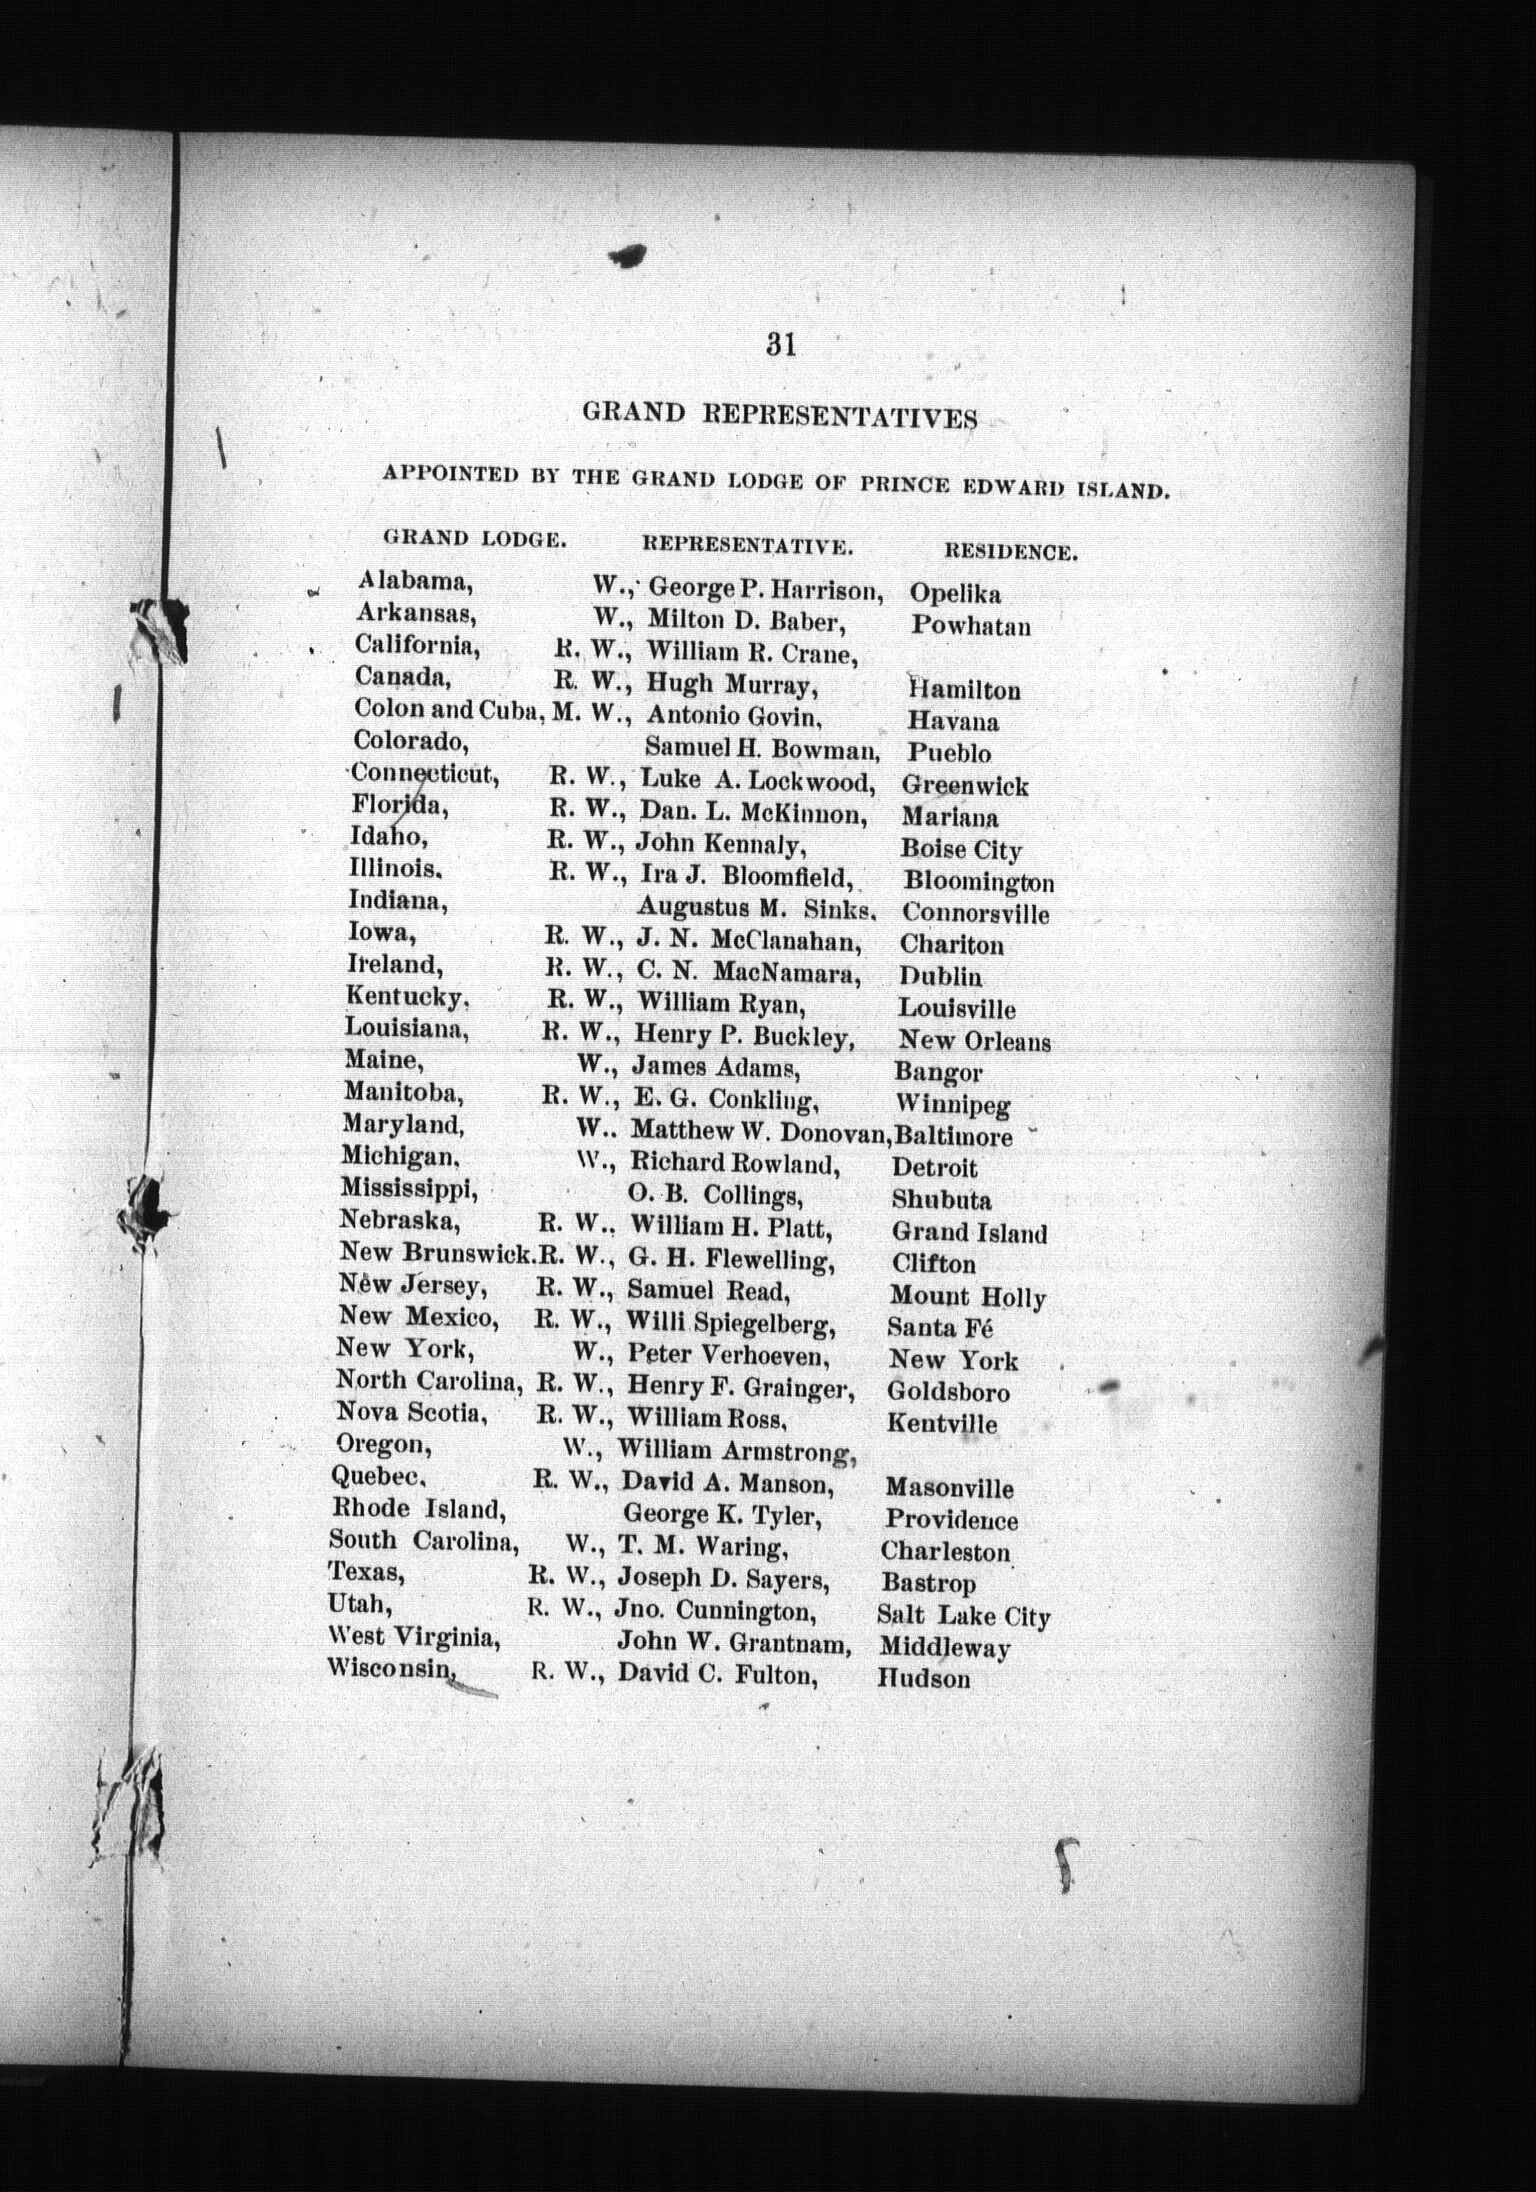 31
GRAND REPRESENTATIVES
APPOINTED BY THE GRAND LODGE OF PRINCE EDWARD ISLAND.
GRAND LODGE. REPRESENTATIVE. RESIDENCE.
Alabama, W., George P. Harrison, Opelika
Arkansas, W., Milton D. Baber, Powhatan
California, R. W., William R. Crane,
Canada, R. W., Hugh Murray, Hamilton
Colon and Cuba, M. W., Antonio Govin, Havana
Colorado, Samuel H. Bowman, Pueblo
Connecticut, R. W., Luke A. Lockwood, Greenwick
Florida, R. W., Dan. L. McKinnon, Mariana
Idaho, R. W., John Kennaly, Boise City
Illinois. R. W., Ira J. Bloomfield, Bloomington
Indiana, Augustus M. Sinks. Connorsville
Iowa, R. W., J. N. McClanahan, Chariton
Ireland, R. W., C. N. MacNamara, Dublin
Kentucky. R. W., William Ryan, Louisville
Louisiana, R. W., Henry P. Buckley, New Orleans
Maine, W., James Adams, Bangor
Manitoba, R. W., E. G. Conkling, Winnipeg
Maryland, W.. Matthew W. Donovan, Baltimore
Michigan. W., Richard Rowland, Detroit
Mississippi, O. B. Collings, Shubuta
Nebraska, R. W., William H. Platt, Grand Island
New Brunswick. R. W., G. H. Flewelling, Clifton
New Jersey, R. W., Samuel Read, Mount Holly
New Mexico, R. W., Willi Spiegelberg, Santa Fé
New York, W., Peter Verhoeven, New York
North Carolina, R. W., Henry F. Grainger, Goldsboro
Nova Scotia, R. W., William Ross, Kentville
Oregon, W., William Armstrong,
Quebec. R. W., David A. Manson, Masonville
Rhode Island, George K. Tyler, Providence
South Carolina, W., T. M. Waring, Charleston
Texas, R. W., Joseph D. Sayers, Bastrop
Utah, R. W., Jno. Cunnington, Salt Lake City
West Virginia, John W. Grantnam, Middleway
Wisconsin, R. W., David C. Fulton, Hudson